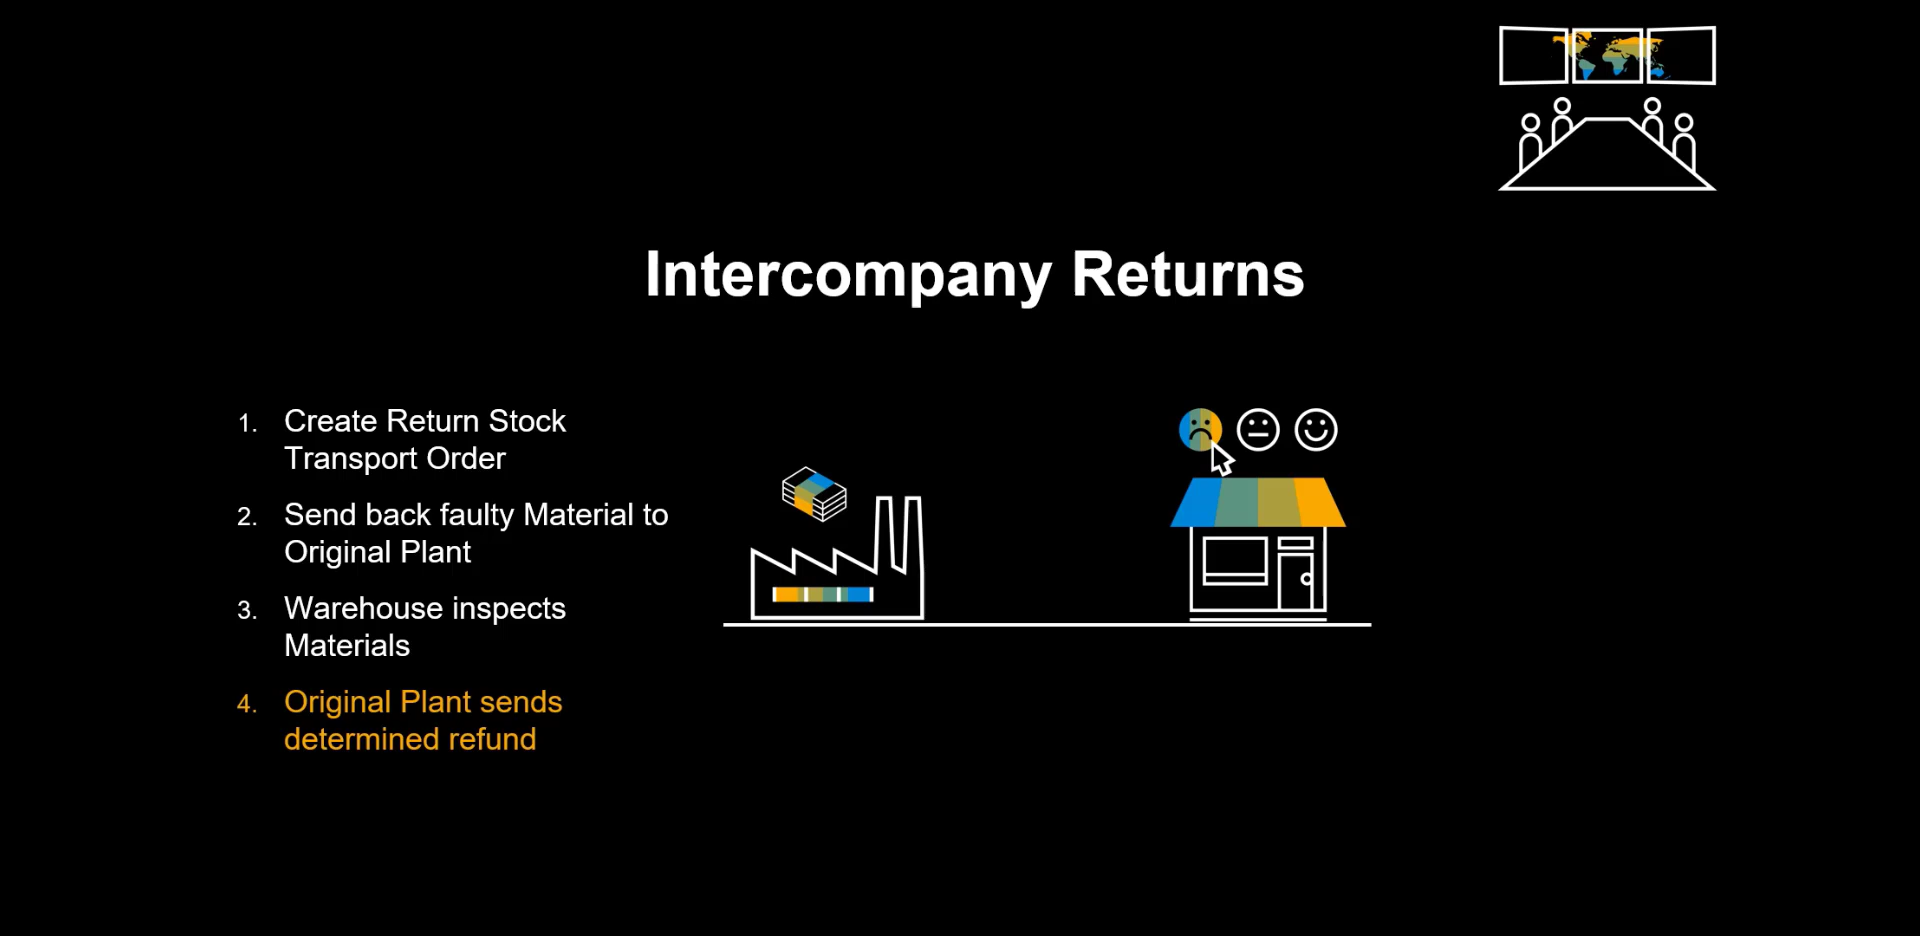 Intercompany Returns
1. Create Return Stock
Transport Order
2. Send back faulty Material to
Original Plant
3. Warehouse inspects
Materials
4. Original Plant sends
determined refund